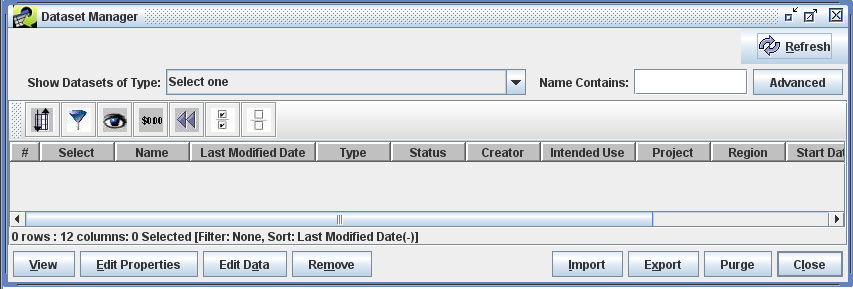 Dataset Manager
Refresh
Show Datasets of Type: Select one Name Contains: Advanced
$0.00
# Select Name Last Modified Date Type Status Creator Intended Use Project Region Start Dat
0 rows : 12 columns: 0 Selected [Filter: None, Sort: Last Modified Date(-)]
View Edit Properties Edit Data Remove Import Export Purge Close